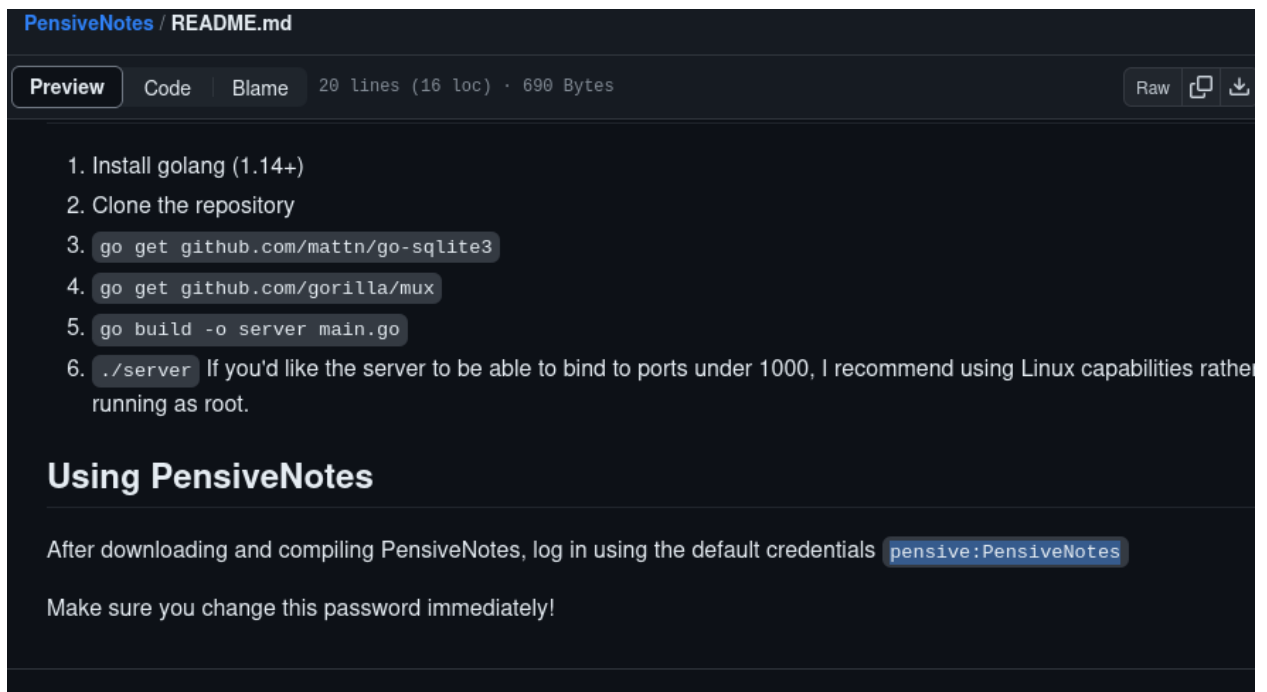 PensiveNotes / README.md
Preview Code Blame 20 lines (16 loc) · 690 Bytes Raw
1. Install golang (1.14+)
2. Clone the repository
3. go get github.com/mattn/go-sqlite3
4. go get github.com/gorilla/mux
5. go build -o server main.go
6. ./server If you'd like the server to be able to bind to ports under 1000, I recommend using Linux capabilities rather
running as root.
Using PensiveNotes
After downloading and compiling PensiveNotes, log in using the default credentials pensive:PensiveNotes
Make sure you change this password immediately!